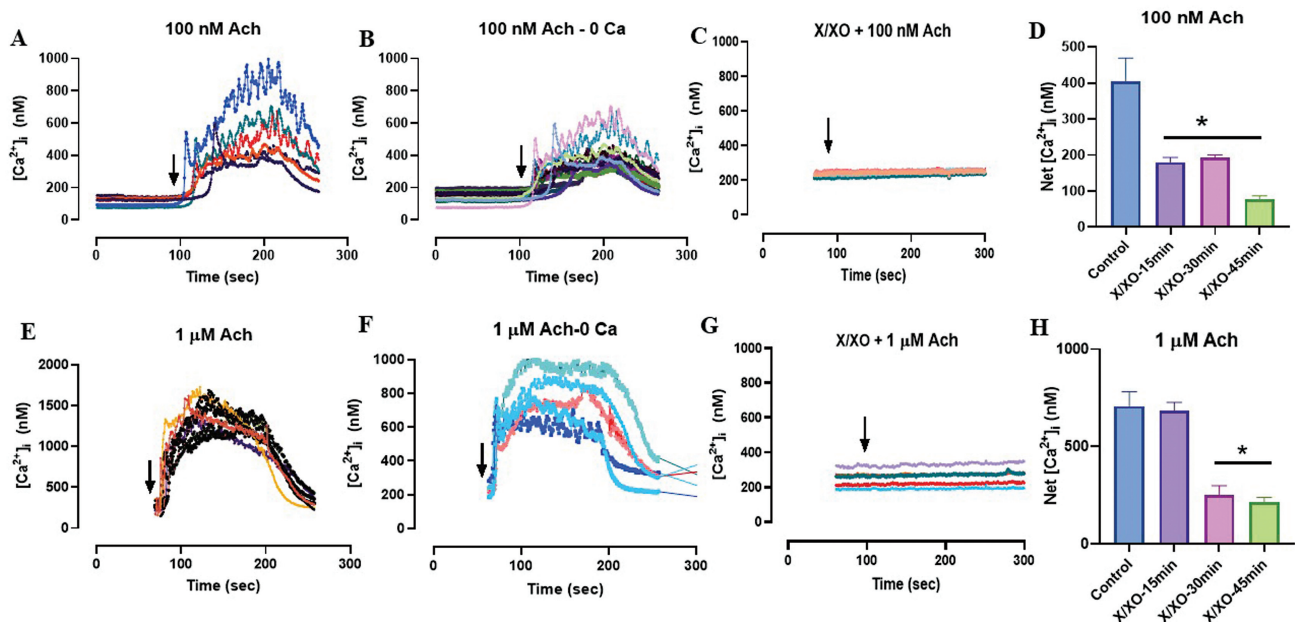 A
100 nM Ach
[Ca²⁺]ᵢ (nM)
1000
800
600
400
200
0
0
100
200
300
Time (sec)
B
100 nM Ach - 0 Ca
[Ca²⁺]ᵢ (nM)
1000
800
600
400
200
0
0
100
200
300
Time (sec)
C
X/XO + 100 nM Ach
[Ca²⁺]ᵢ (nM)
1000
800
600
400
200
0
0
100
200
300
Time (sec)
D
100 nM Ach
Net [Ca²⁺]ᵢ (nM)
500
400
300
200
100
0
*
Control
X/XO-15min
X/XO-30min
X/XO-45min
E
1 μM Ach
[Ca²⁺]ᵢ (nM)
2000
1500
1000
500
0
0
100
200
300
Time (sec)
F
1 μM Ach-0 Ca
[Ca²⁺]ᵢ (nM)
1000
800
600
400
200
0
0
100
200
300
Time (sec)
G
X/XO + 1 μM Ach
[Ca²⁺]ᵢ (nM)
1000
800
600
400
200
0
0
100
200
300
Time (sec)
H
1 μM Ach
Net [Ca²⁺]ᵢ (nM)
1000
500
0
*
Control
X/XO-15min
X/XO-30min
X/XO-45min